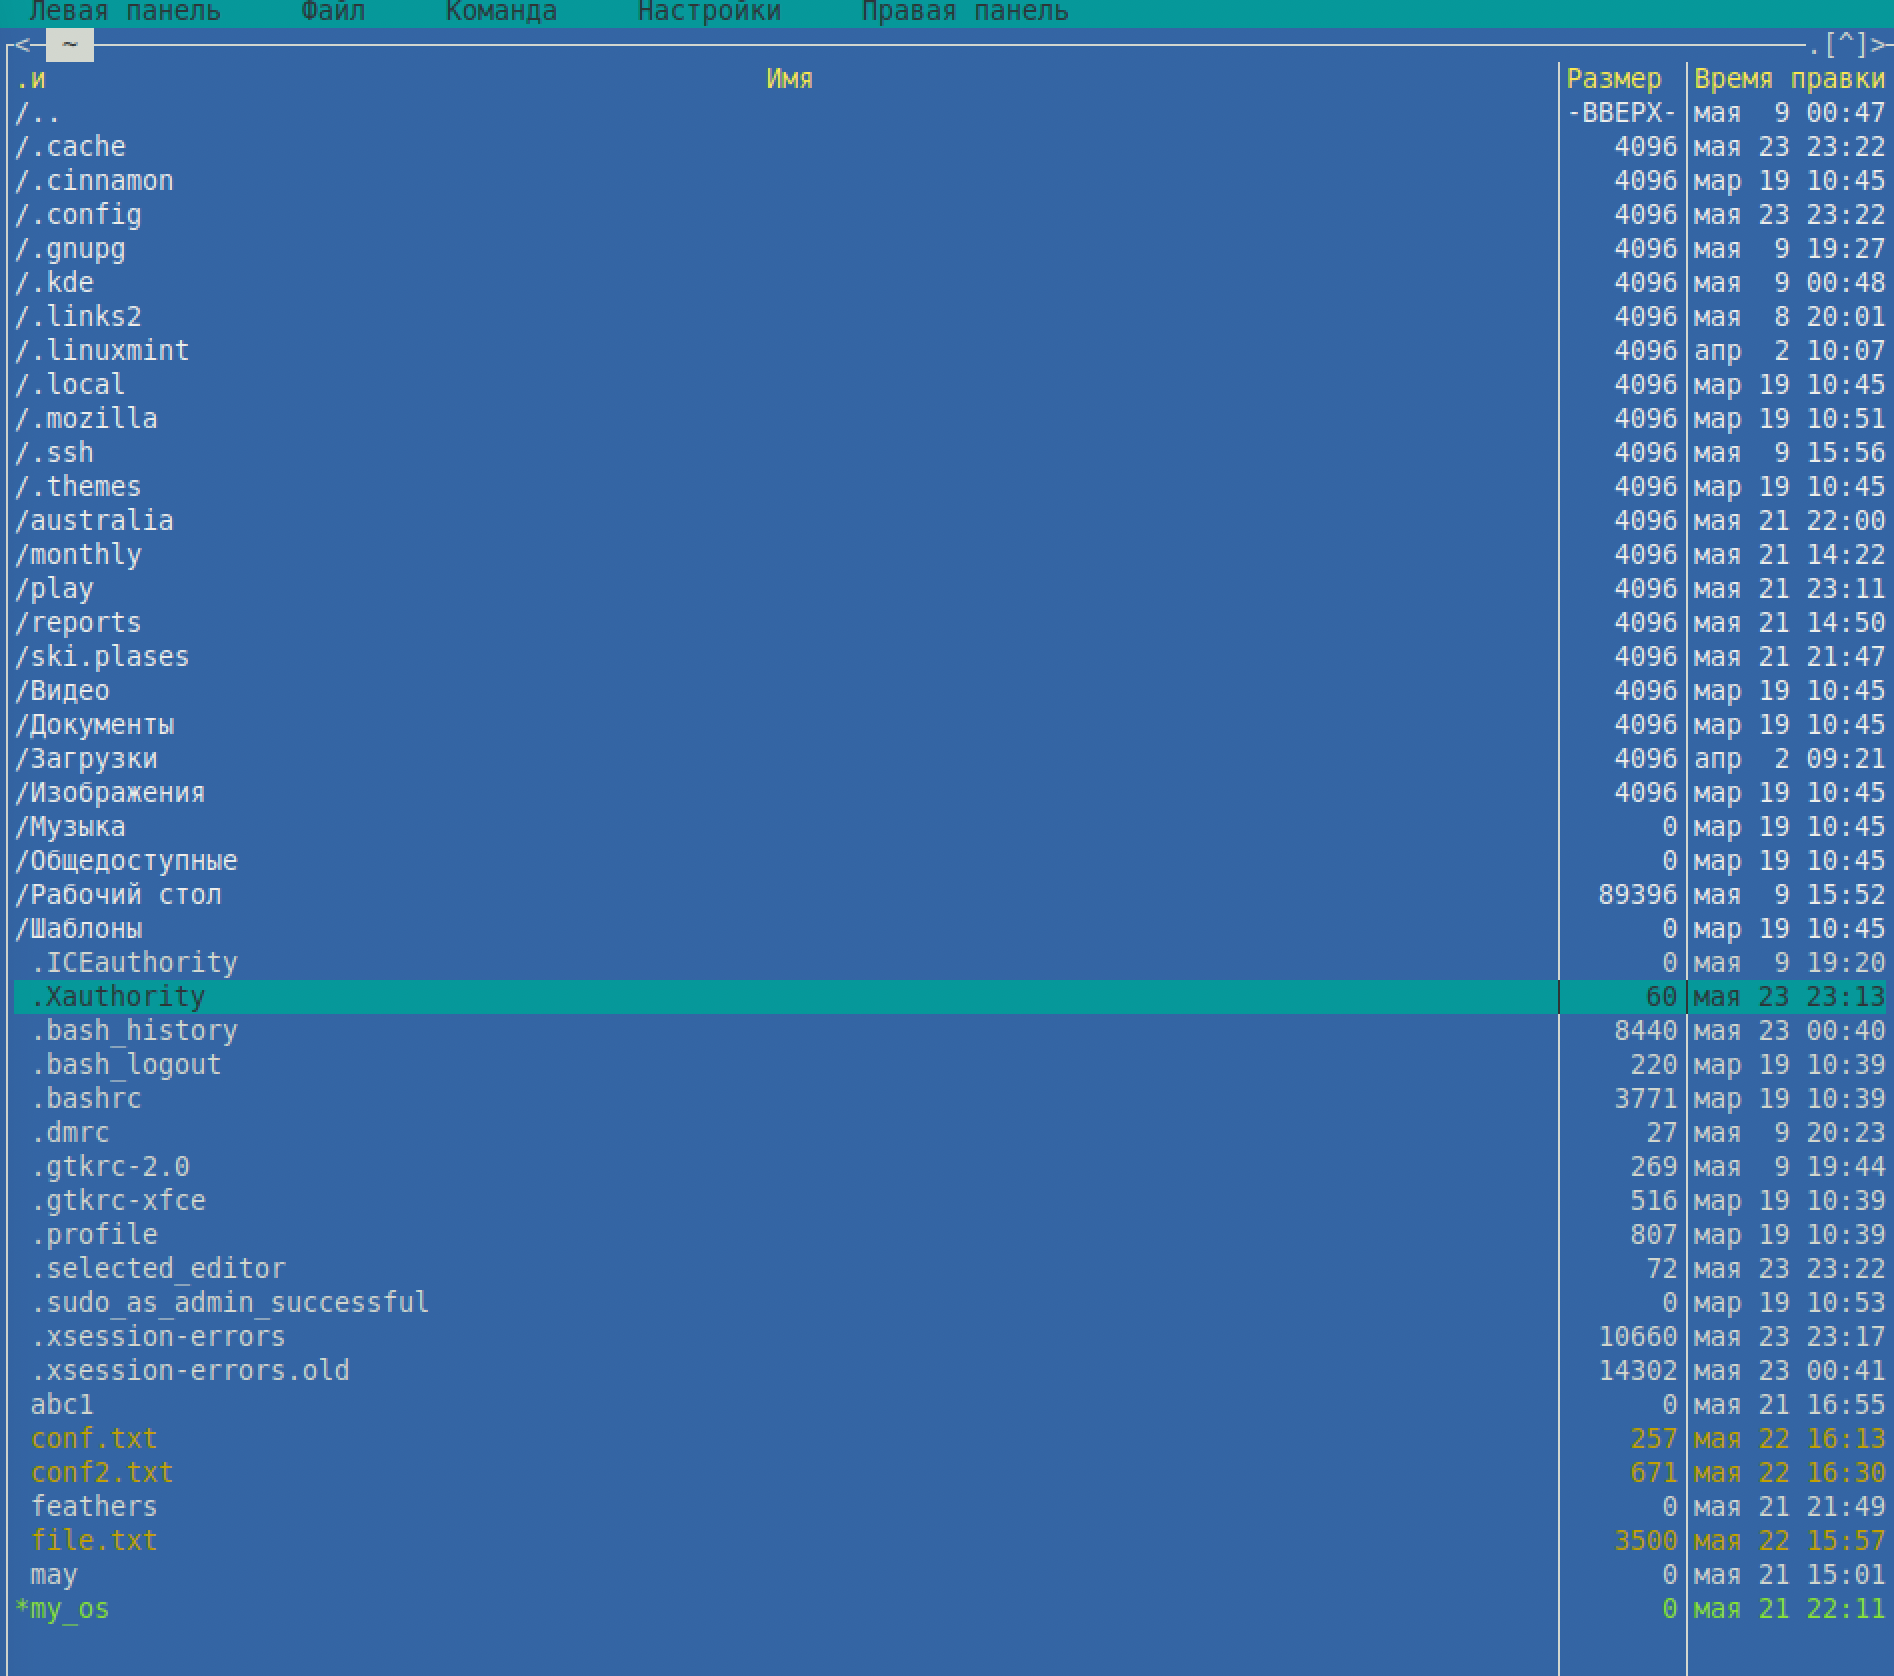 Левая панель Файл Команда Настройки Правая панель
< ~ .[^]>
.и Имя Размер Время правки
/.. -ВВЕРХ- мая 9 00:47
/.cache 4096 мая 23 23:22
/.cinnamon 4096 мар 19 10:45
/.config 4096 мая 23 23:22
/.gnupg 4096 мая 9 19:27
/.kde 4096 мая 9 00:48
/.links2 4096 мая 8 20:01
/.linuxmint 4096 апр 2 10:07
/.local 4096 мар 19 10:45
/.mozilla 4096 мар 19 10:51
/.ssh 4096 мая 9 15:56
/.themes 4096 мар 19 10:45
/australia 4096 мая 21 22:00
/monthly 4096 мая 21 14:22
/play 4096 мая 21 23:11
/reports 4096 мая 21 14:50
/ski.plases 4096 мая 21 21:47
/Видео 4096 мар 19 10:45
/Документы 4096 мар 19 10:45
/Загрузки 4096 апр 2 09:21
/Изображения 4096 мар 19 10:45
/Музыка 0 мар 19 10:45
/Общедоступные 0 мар 19 10:45
/Рабочий стол 89396 мая 9 15:52
/Шаблоны 0 мар 19 10:45
.ICEauthority 0 мая 9 19:20
.Xauthority 60 мая 23 23:13
.bash_history 8440 мая 23 00:40
.bash_logout 220 мар 19 10:39
.bashrc 3771 мар 19 10:39
.dmrc 27 мая 9 20:23
.gtkrc-2.0 269 мая 9 19:44
.gtkrc-xfce 516 мар 19 10:39
.profile 807 мар 19 10:39
.selected_editor 72 мая 23 23:22
.sudo_as_admin_successful 0 мар 19 10:53
.xsession-errors 10660 мая 23 23:17
.xsession-errors.old 14302 мая 23 00:41
abc1 0 мая 21 16:55
conf.txt 257 мая 22 16:13
conf2.txt 671 мая 22 16:30
feathers 0 мая 21 21:49
file.txt 3500 мая 22 15:57
may 0 мая 21 15:01
*my_os 0 мая 21 22:11